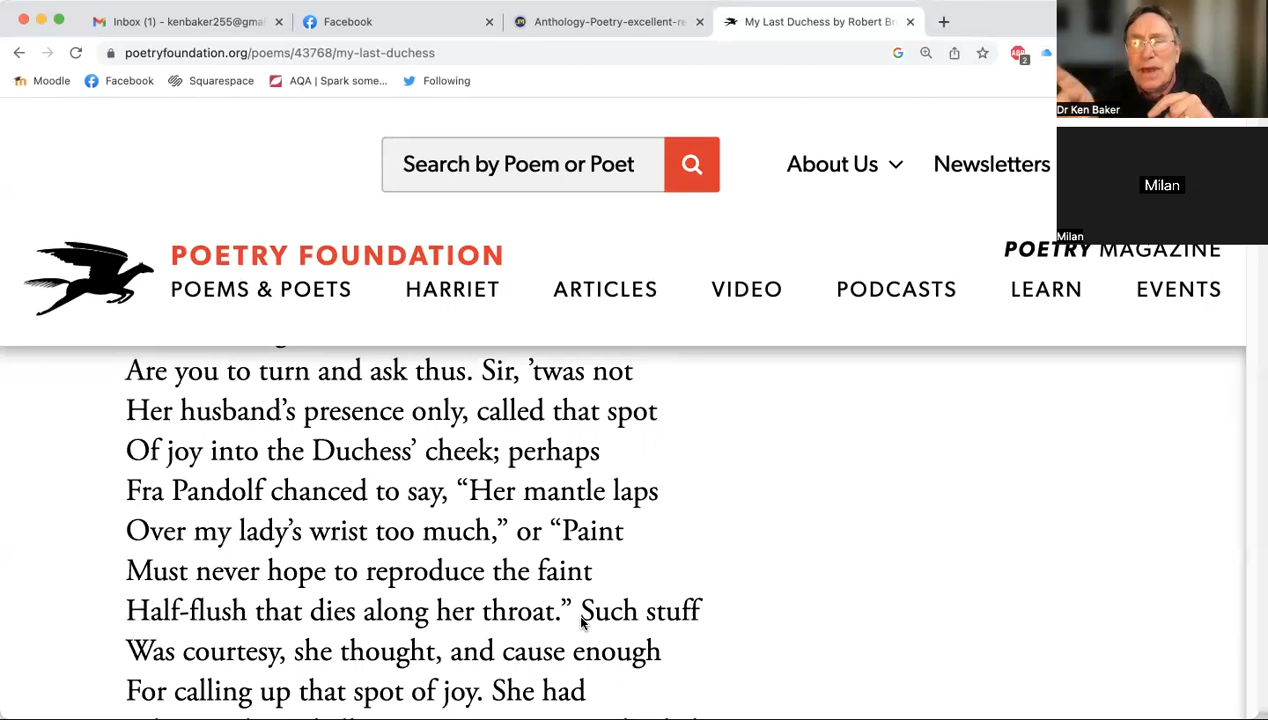 Inbox (1) - kenbaker255@gma
Facebook
Anthology-Poetry-excellent-re
My Last Duchess by Robert Br
poetryfoundation.org/poems/43768/my-last-duchess
Moodle
Facebook
Squarespace
AQA | Spark some...
Following
ABP
2
Dr Ken Baker
Milan
Milan
Search by Poem or Poet
About Us
Newsletters
POETRY FOUNDATION
POETRY MAGAZINE
POEMS & POETS
HARRIET
ARTICLES
VIDEO
PODCASTS
LEARN
EVENTS
Are you to turn and ask thus. Sir, ’twas not
Her husband’s presence only, called that spot
Of joy into the Duchess’ cheek; perhaps
Fra Pandolf chanced to say, “Her mantle laps
Over my lady’s wrist too much,” or “Paint
Must never hope to reproduce the faint
Half-flush that dies along her throat.” Such stuff
Was courtesy, she thought, and cause enough
For calling up that spot of joy. She had